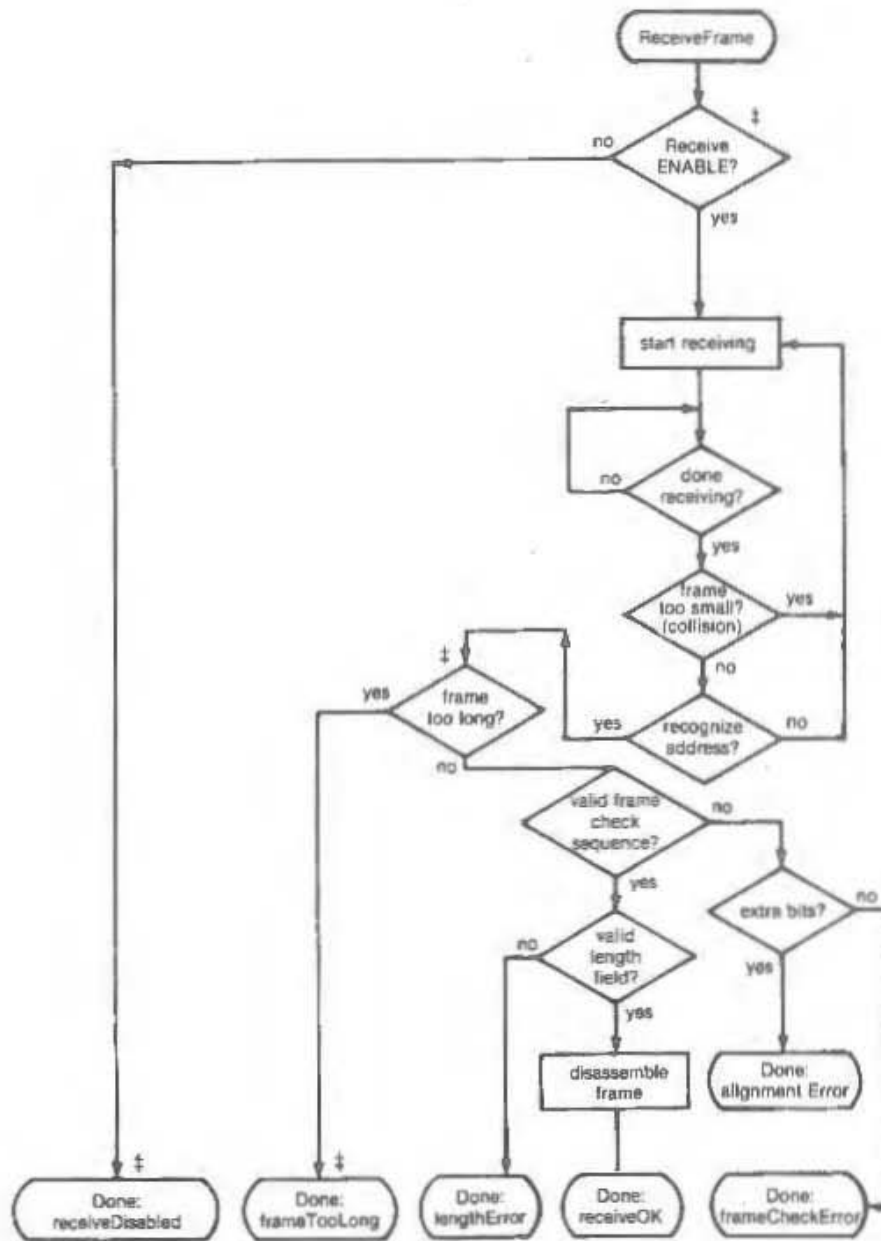 ReceiveFrame
‡
no
Receive
ENABLE?
yes
start receiving
no
done
receiving?
yes
frame
too small?
(collision)
yes
no
‡
yes
frame
too long?
no
yes
recognize
address?
no
valid frame
check
sequence?
no
yes
extra bits?
no
yes
no
valid
length
field?
yes
disassemble
frame
Done:
alignment Error
‡
Done:
receiveDisabled
‡
Done:
frameTooLong
Done:
lengthError
Done:
receiveOK
Done:
frameCheckError